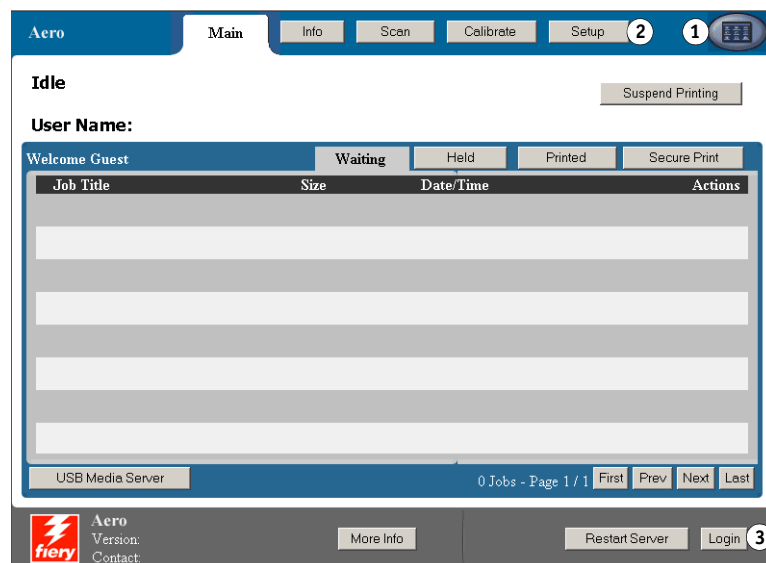 Aero Main Info Scan Calibrate Setup 2 1
Idle
Suspend Printing
User Name:
Welcome Guest Waiting Held Printed Secure Print
Job Title Size Date/Time Actions
USB Media Server 0 Jobs - Page 1 / 1 First Prev Next Last
Aero
Version:
Contact:
fiery
More Info Restart Server Login 3